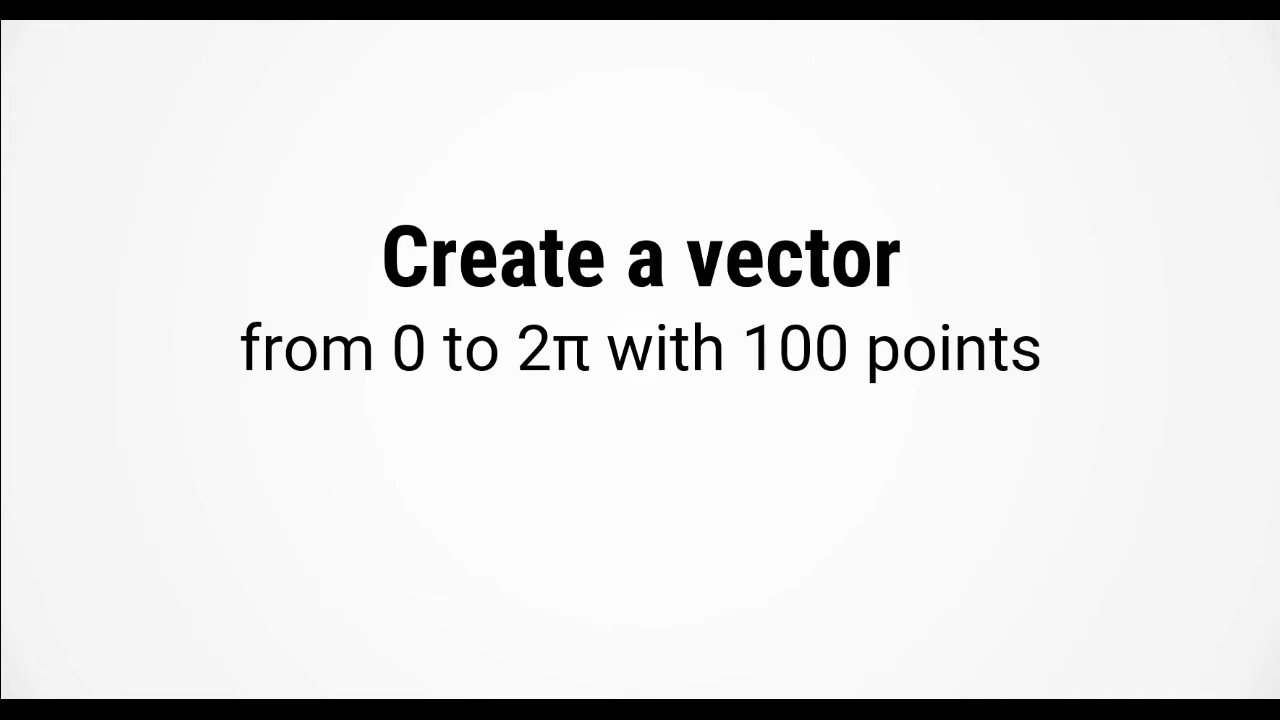 Create a vector
from 0 to 2π with 100 points